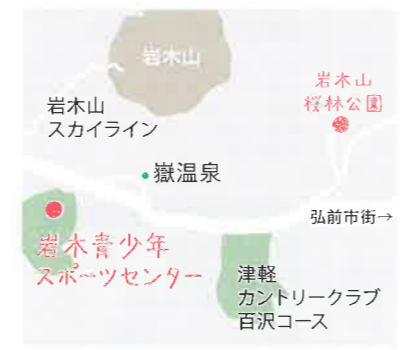 岩木山
岩木山
桜林公園
岩木山
スカイライン
嶽温泉
弘前市街→
岩木青少年
スポーツセンター
津軽
カントリークラブ
百沢コース